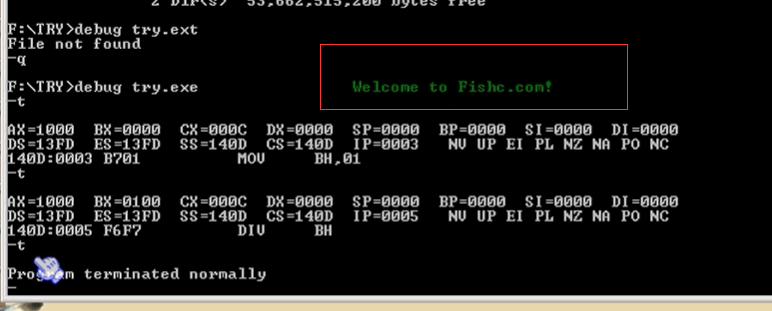 2 Dir(s) 53,662,515,200 bytes free
F:\TRY>debug try.ext
File not found
-q
F:\TRY>debug try.exe Welcome to Fishc.com!
-t
AX=1000 BX=0000 CX=000C DX=0000 SP=0000 BP=0000 SI=0000 DI=0000
DS=13FD ES=13FD SS=140D CS=140D IP=0003 NV UP EI PL NZ NA PO NC
140D:0003 B701 MOV BH,01
-t
AX=1000 BX=0100 CX=000C DX=0000 SP=0000 BP=0000 SI=0000 DI=0000
DS=13FD ES=13FD SS=140D CS=140D IP=0005 NV UP EI PL NZ NA PO NC
140D:0005 F6F7 DIV BH
-t
Program terminated normally
-